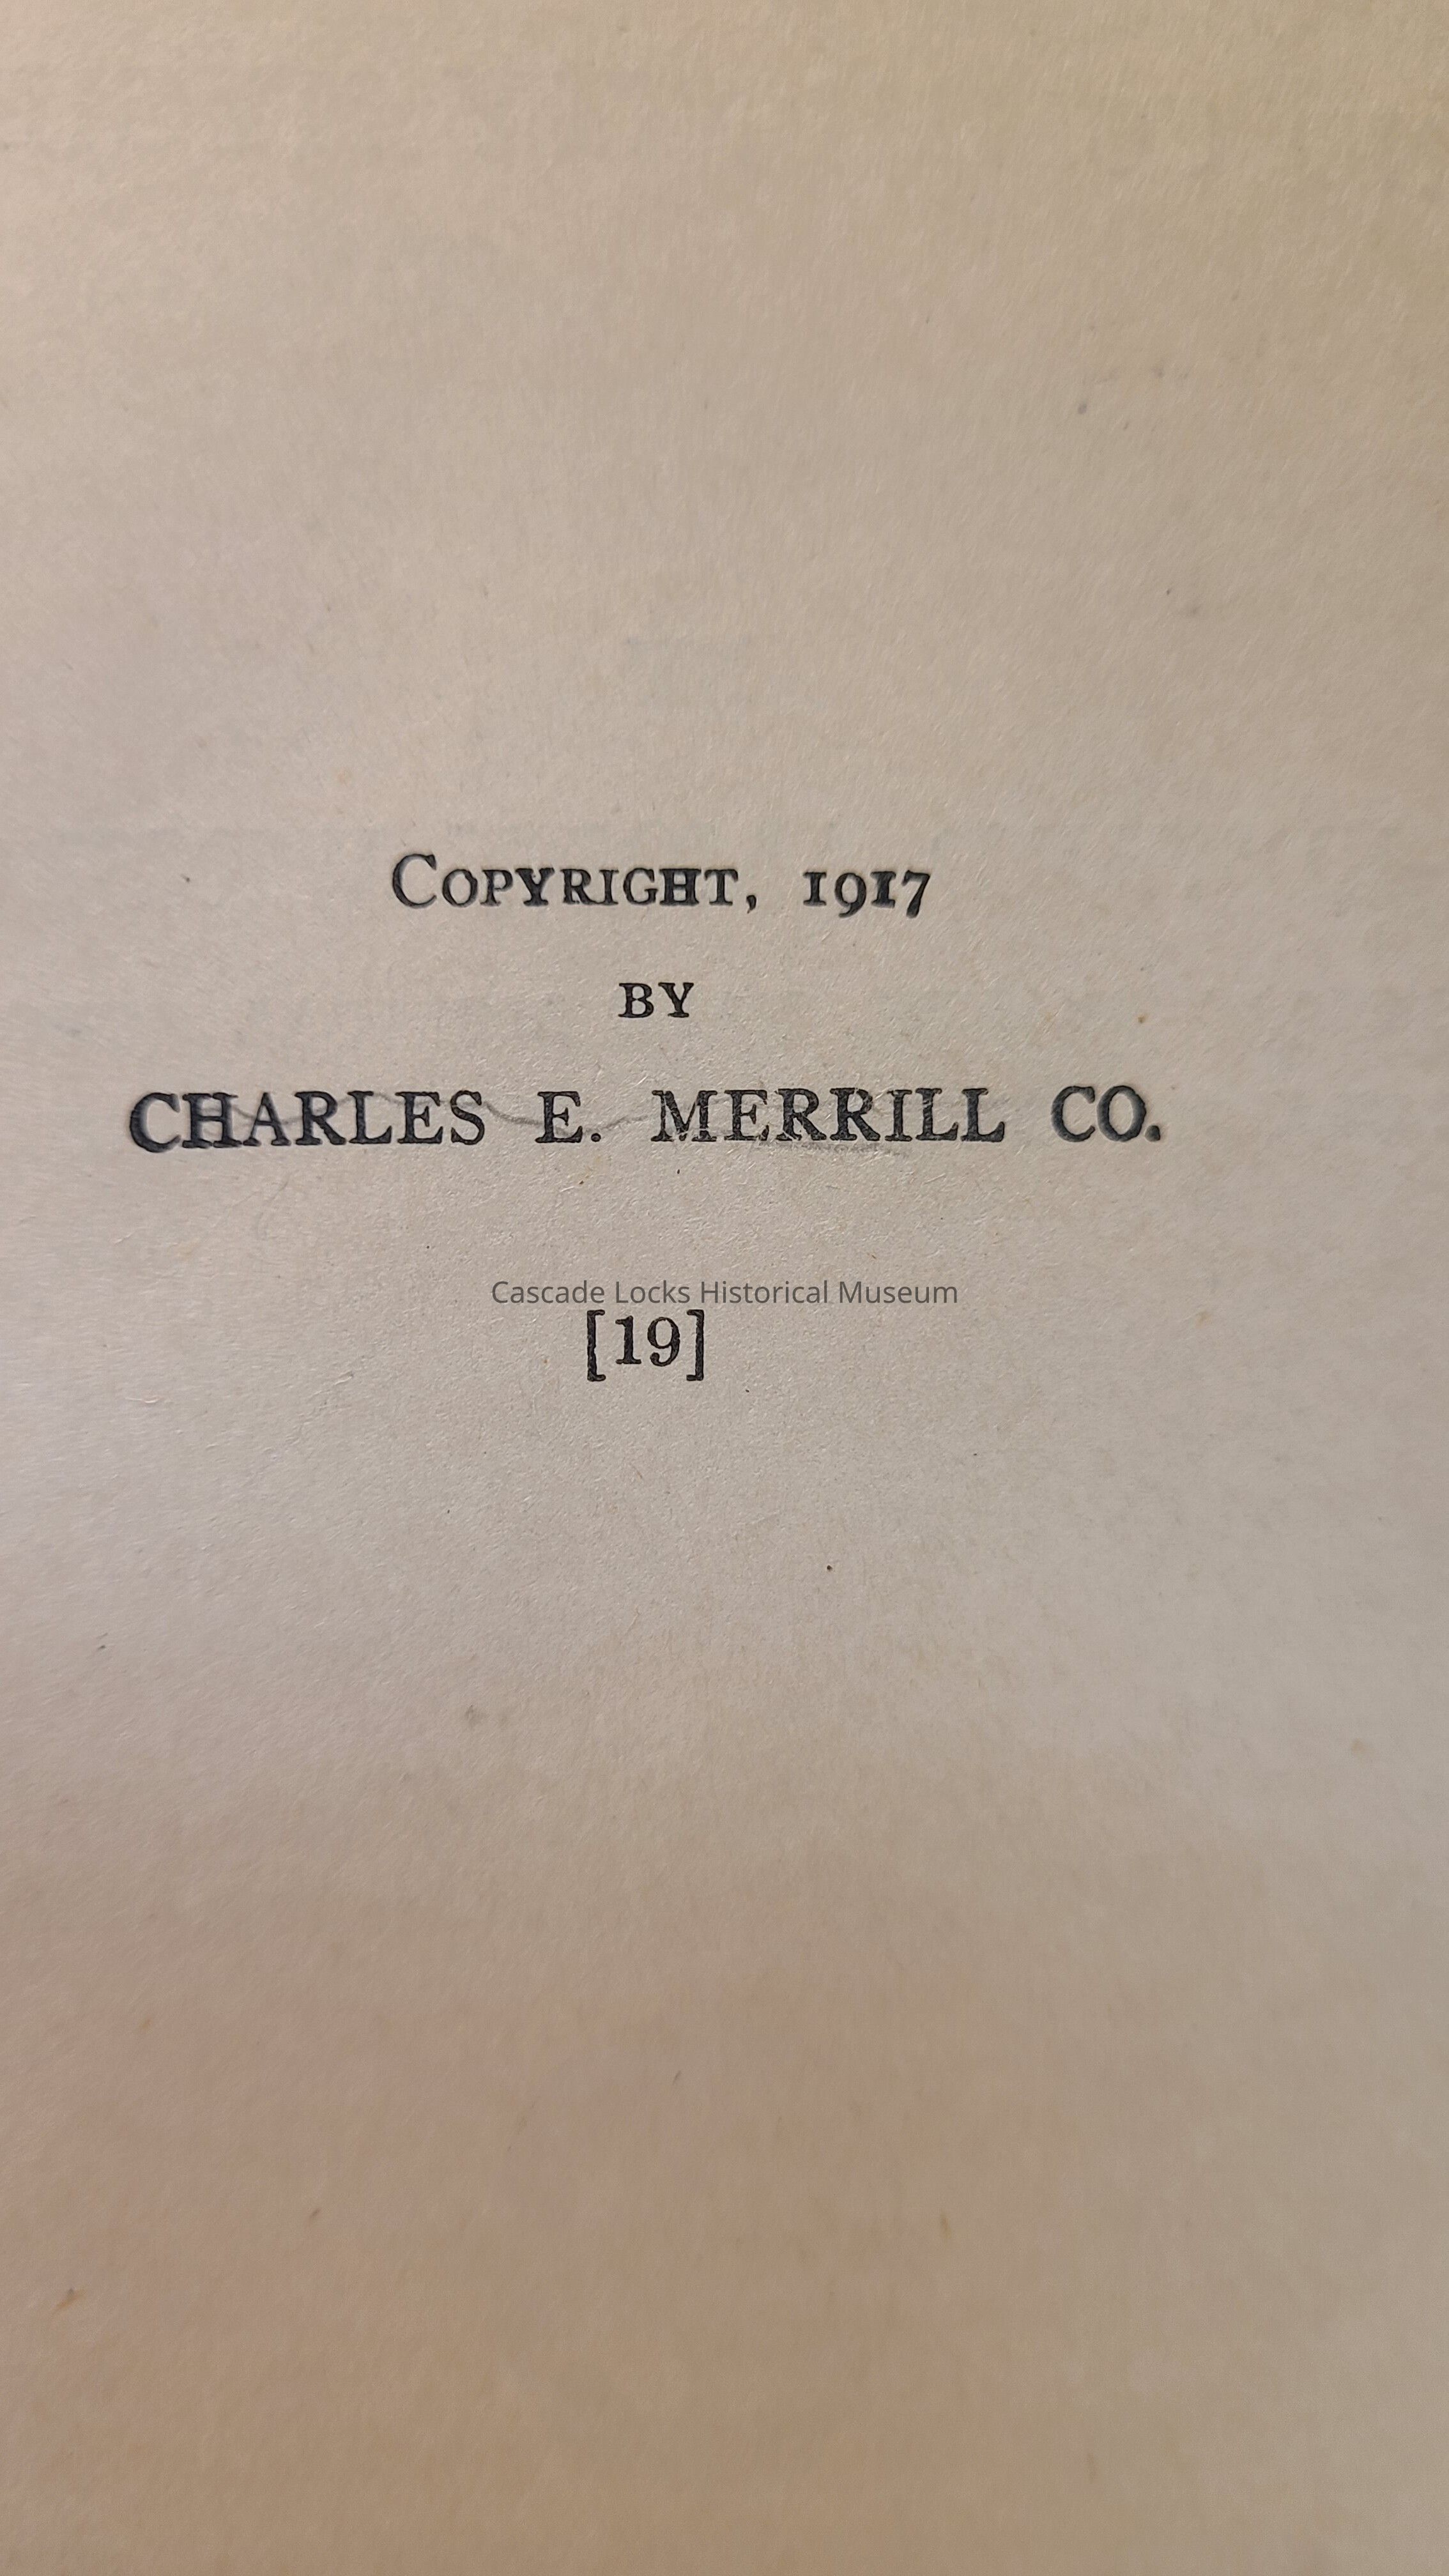 Copyright, 1917
BY
CHARLES E. MERRILL CO.
Cascade Locks Historical Museum
[19]